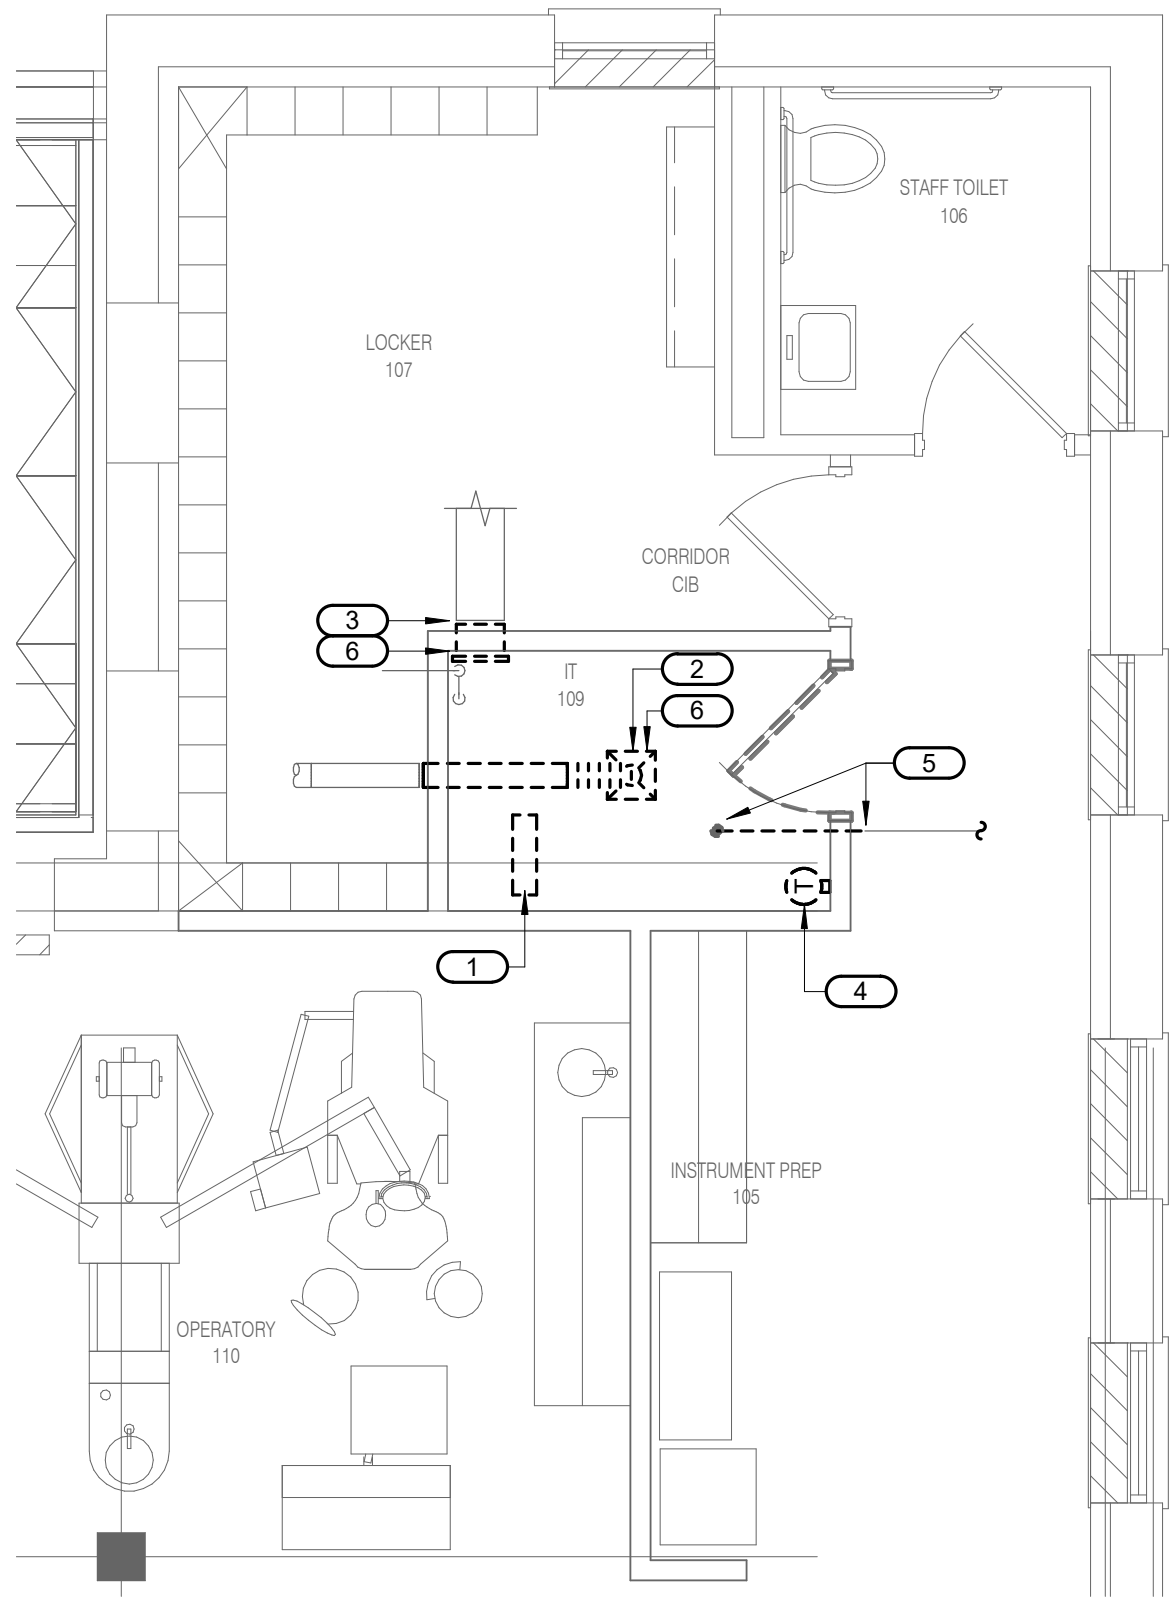 STAFF TOILET
106
LOCKER
107
CORRIDOR
CIB
3
6
IT
109
2
6
5
T
4
1
INSTRUMENT PREP
105
OPERATORY
110